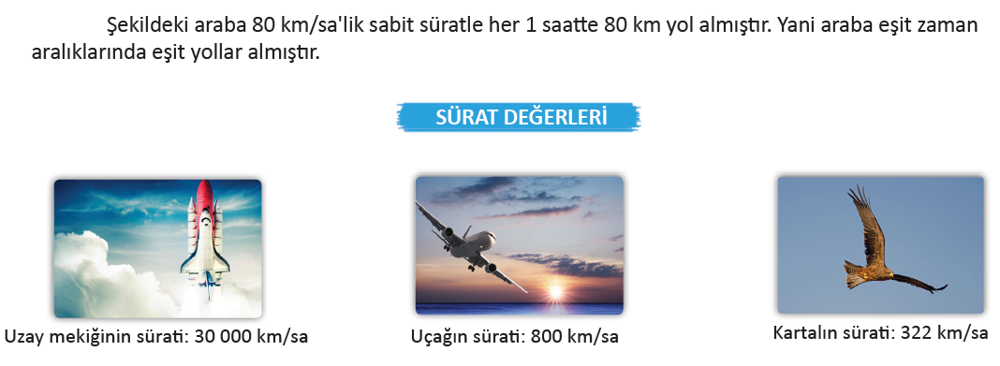 Şekildeki araba 80 km/sa'lik sabit süratle her 1 saatte 80 km yol almıştır. Yani araba eşit zaman
aralıklarında eşit yollar almıştır.
SÜRAT DEĞERLERİ
Uzay mekiğinin sürati: 30 000 km/sa
Uçağın sürati: 800 km/sa
Kartalın sürati: 322 km/sa